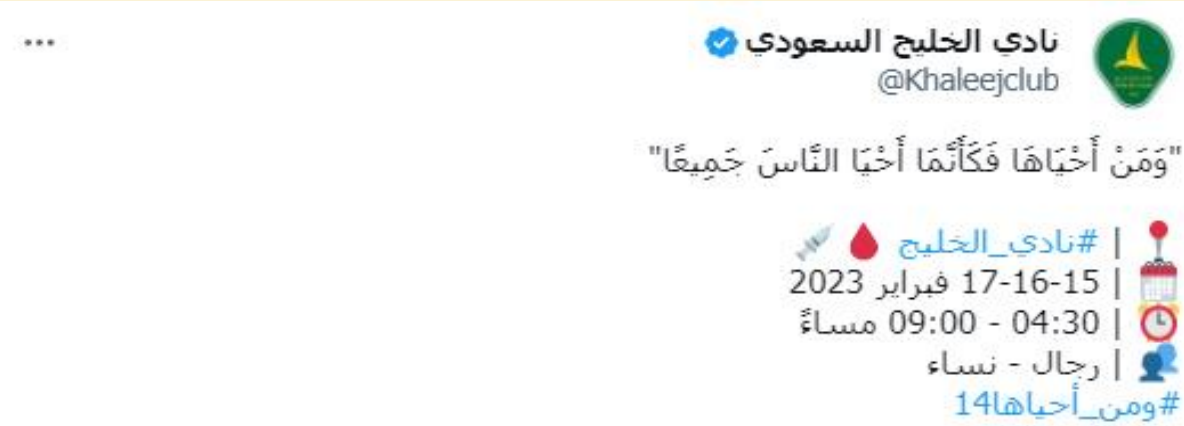 نادي الخليج السعودي
@Khaleejclub
"وَمَنْ أَحْيَاهَا فَكَأَنَّمَا أَحْيَا النَّاسَ جَمِيعًا"
| #نادي_الخليج
| 15-16-17 فبراير 2023
| 04:30 - 09:00 مساءً
| رجال - نساء
#ومن_أحياها14